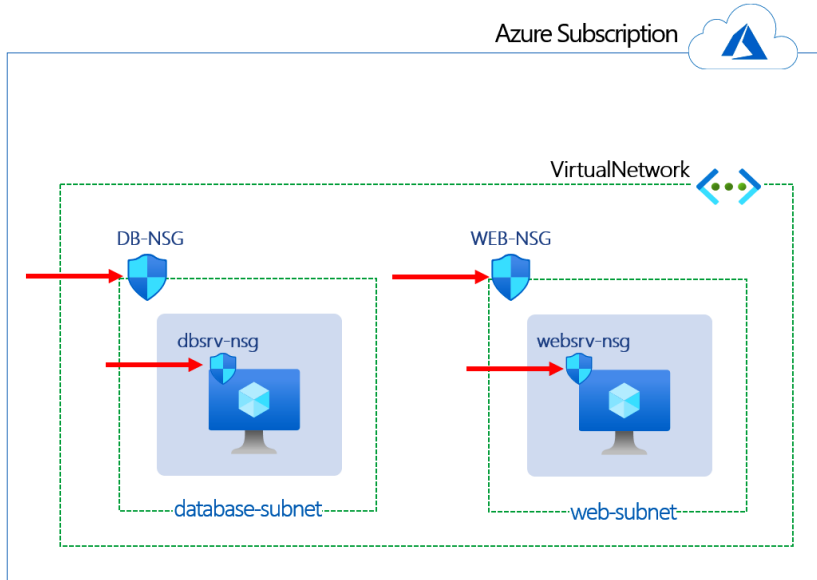 Azure Subscription
VirtualNetwork
DB-NSG
WEB-NSG
dbsrv-nsg
websrv-nsg
database-subnet
web-subnet